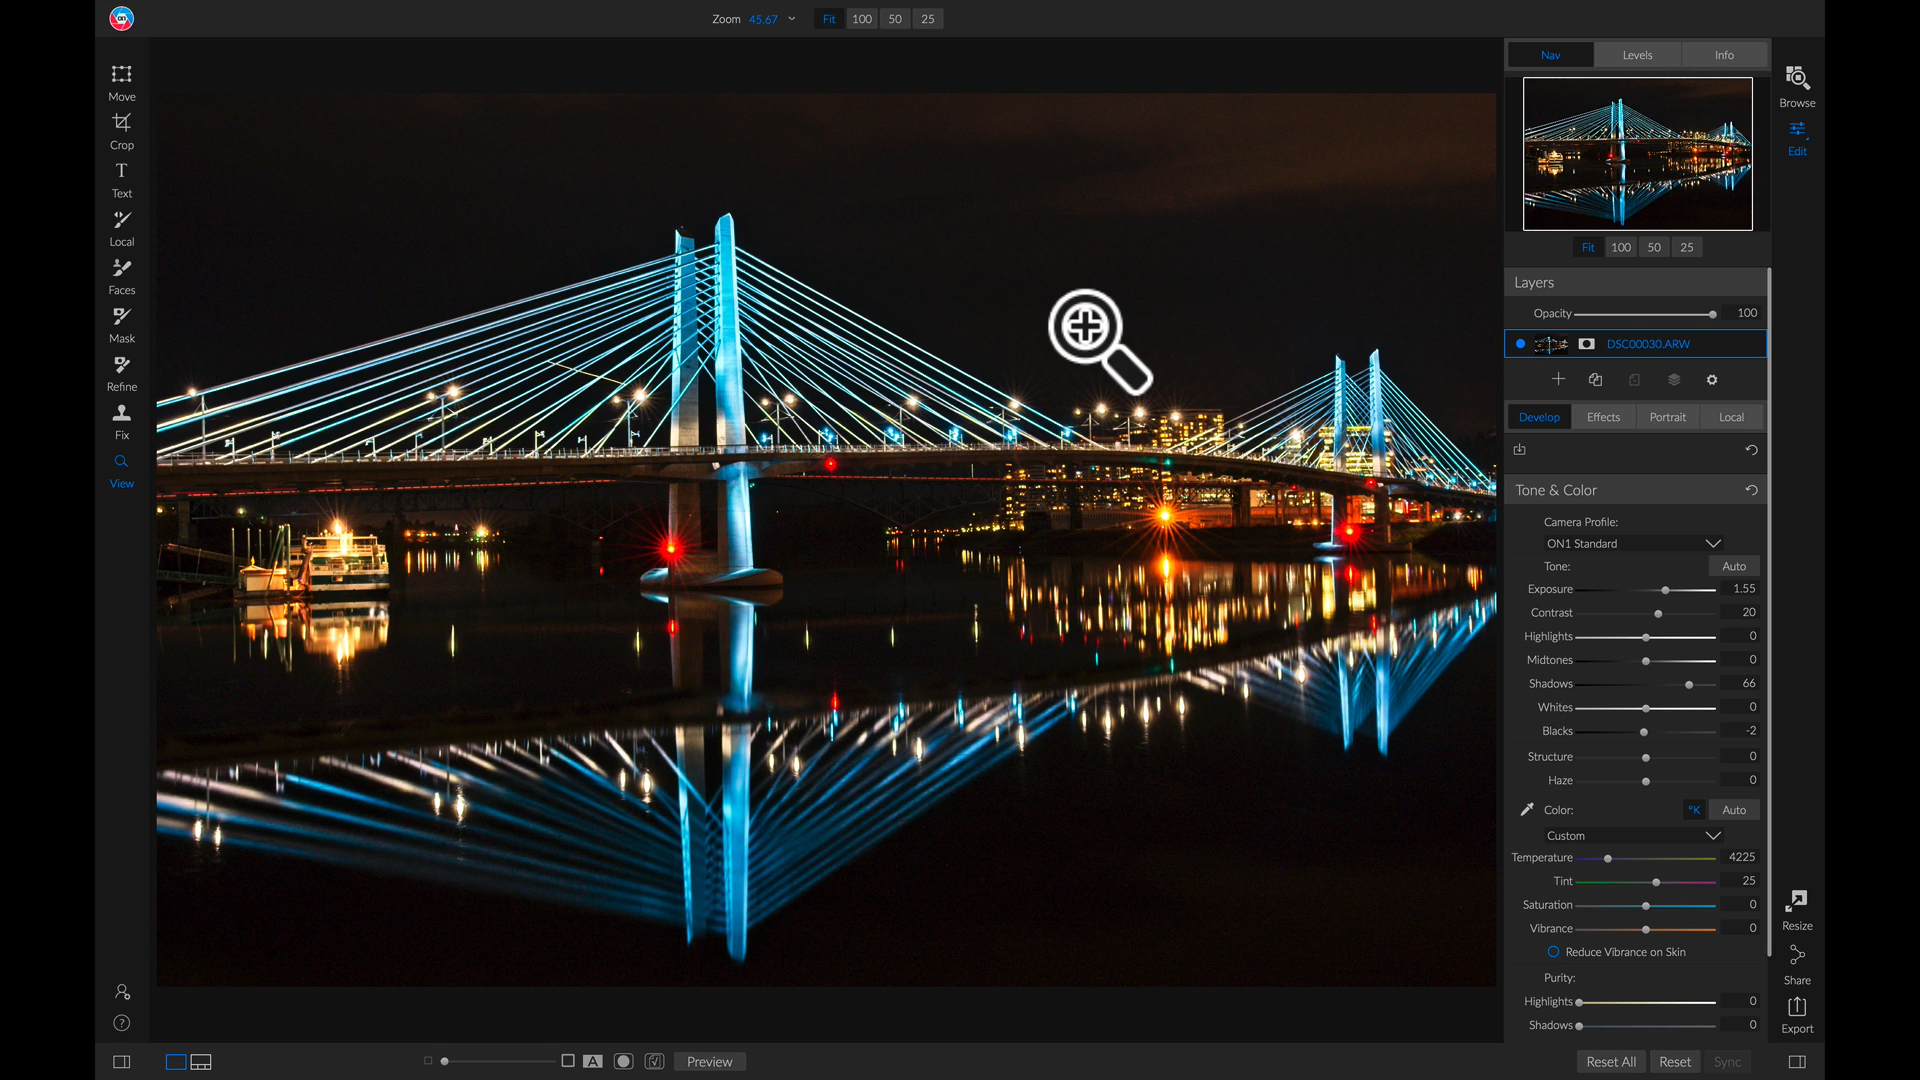 Zoom 45.67 Fit 100 50 25
Move
Crop
Text
Local
Faces
Mask
Refine
Fix
View
Nav Levels Info
Fit 100 50 25
Browse
Edit
Layers
Opacity 100
DSC00030.ARW
Develop Effects Portrait Local
Tone & Color
Camera Profile:
ON1 Standard
Tone: Auto
Exposure 1.55
Contrast 20
Highlights 0
Midtones 0
Shadows 66
Whites 0
Blacks -2
Structure 0
Haze 0
Color: °K Auto
Custom
Temperature 4225
Tint 25
Saturation 0
Vibrance 0
Reduce Vibrance on Skin
Purity:
Highlights 0
Shadows 0
Resize
Share
Export
?
A Preview
Reset All Reset Sync